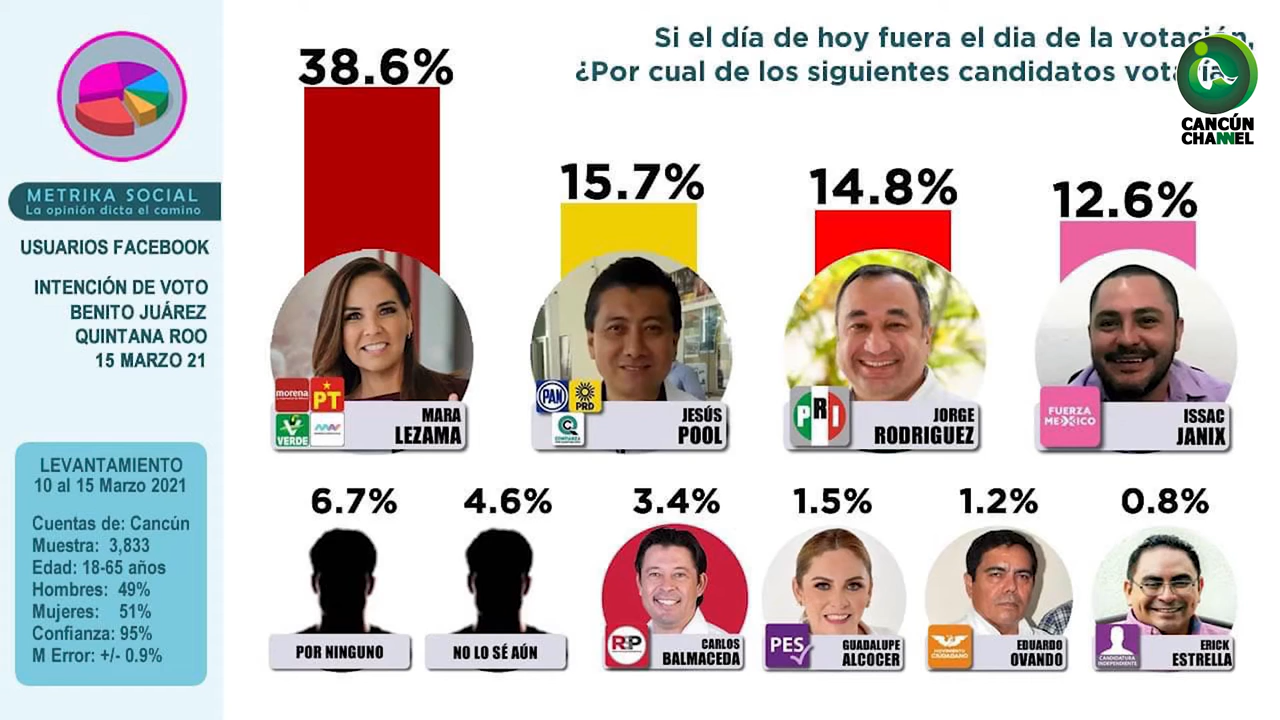 Si el día de hoy fuera el dia de la votación,
¿Por cual de los siguientes candidatos
CANCÚN
CHANNEL
METRIKA SOCIAL
La opinión dicta el camino
USUARIOS FACEBOOK
INTENCIÓN DE VOTO
BENITO JUÁREZ
QUINTANA ROO
15 MARZO 21
LEVANTAMIENTO
10 al 15 Marzo 2021
Cuentas de: Cancún
Muestra: 3,833
Edad: 18-65 años
Hombres: 49%
Mujeres: 51%
Confianza: 95%
M Error: +/- 0.9%
38.6%
morena
PT
VERDE
MARA
LEZAMA
15.7%
PAN
PRD
JESÚS
POOL
14.8%
PRI
JORGE
RODRIGUEZ
12.6%
FUERZA
MEXICO
ISSAC
JANIX
6.7%
POR NINGUNO
4.6%
NO LO SÉ AÚN
3.4%
CARLOS
BALMACEDA
1.5%
PES
GUADALUPE
ALCOCER
1.2%
MOVIMIENTO
CIUDADANO
EDUARDO
OVANDO
0.8%
CANDIDATURA
INDEPENDIENTE
ERICK
ESTRELLA